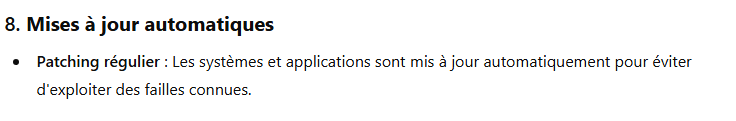 8. Mises à jour automatiques
• Patching régulier : Les systèmes et applications sont mis à jour automatiquement pour éviter
d'exploiter des failles connues.